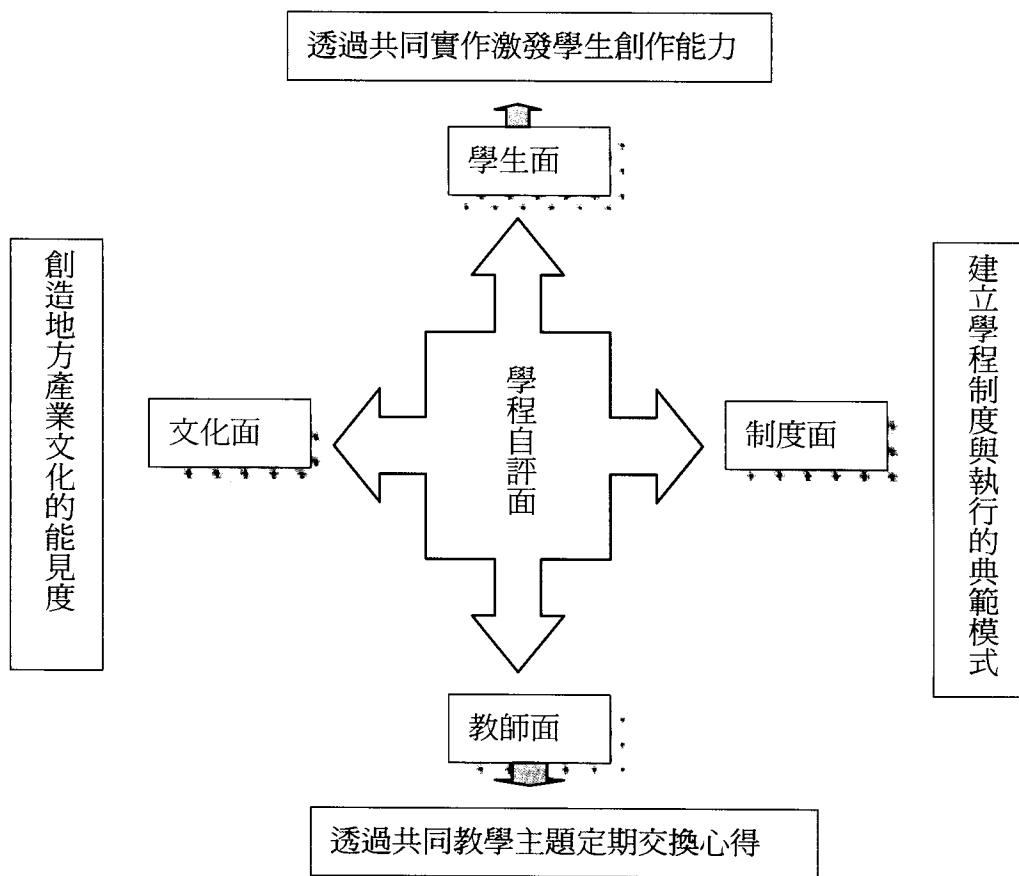 透過共同實作激發學生創作能力
學生面
創造地方產業文化的能見度
文化面
學程自評面
制度面
建立學程制度與執行的典範模式
教師面
透過共同教學主題定期交換心得